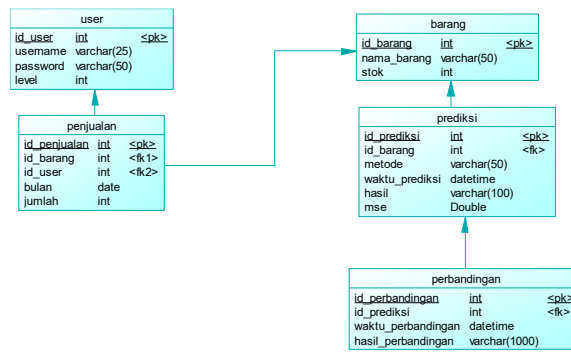 user
id_user int <pk>
username varchar(25)
password varchar(50)
level int
barang
id_barang int <pk>
nama_barang varchar(50)
stok int
penjualan
id_penjualan int <pk>
id_barang int <fk1>
id_user int <fk2>
bulan date
jumlah int
prediksi
id_prediksi int <pk>
id_barang int <fk>
metode varchar(50)
waktu_prediksi datetime
hasil varchar(100)
mse Double
perbandingan
id_perbandingan int <pk>
id_prediksi int <fk>
waktu_perbandingan datetime
hasil_perbandingan varchar(1000)